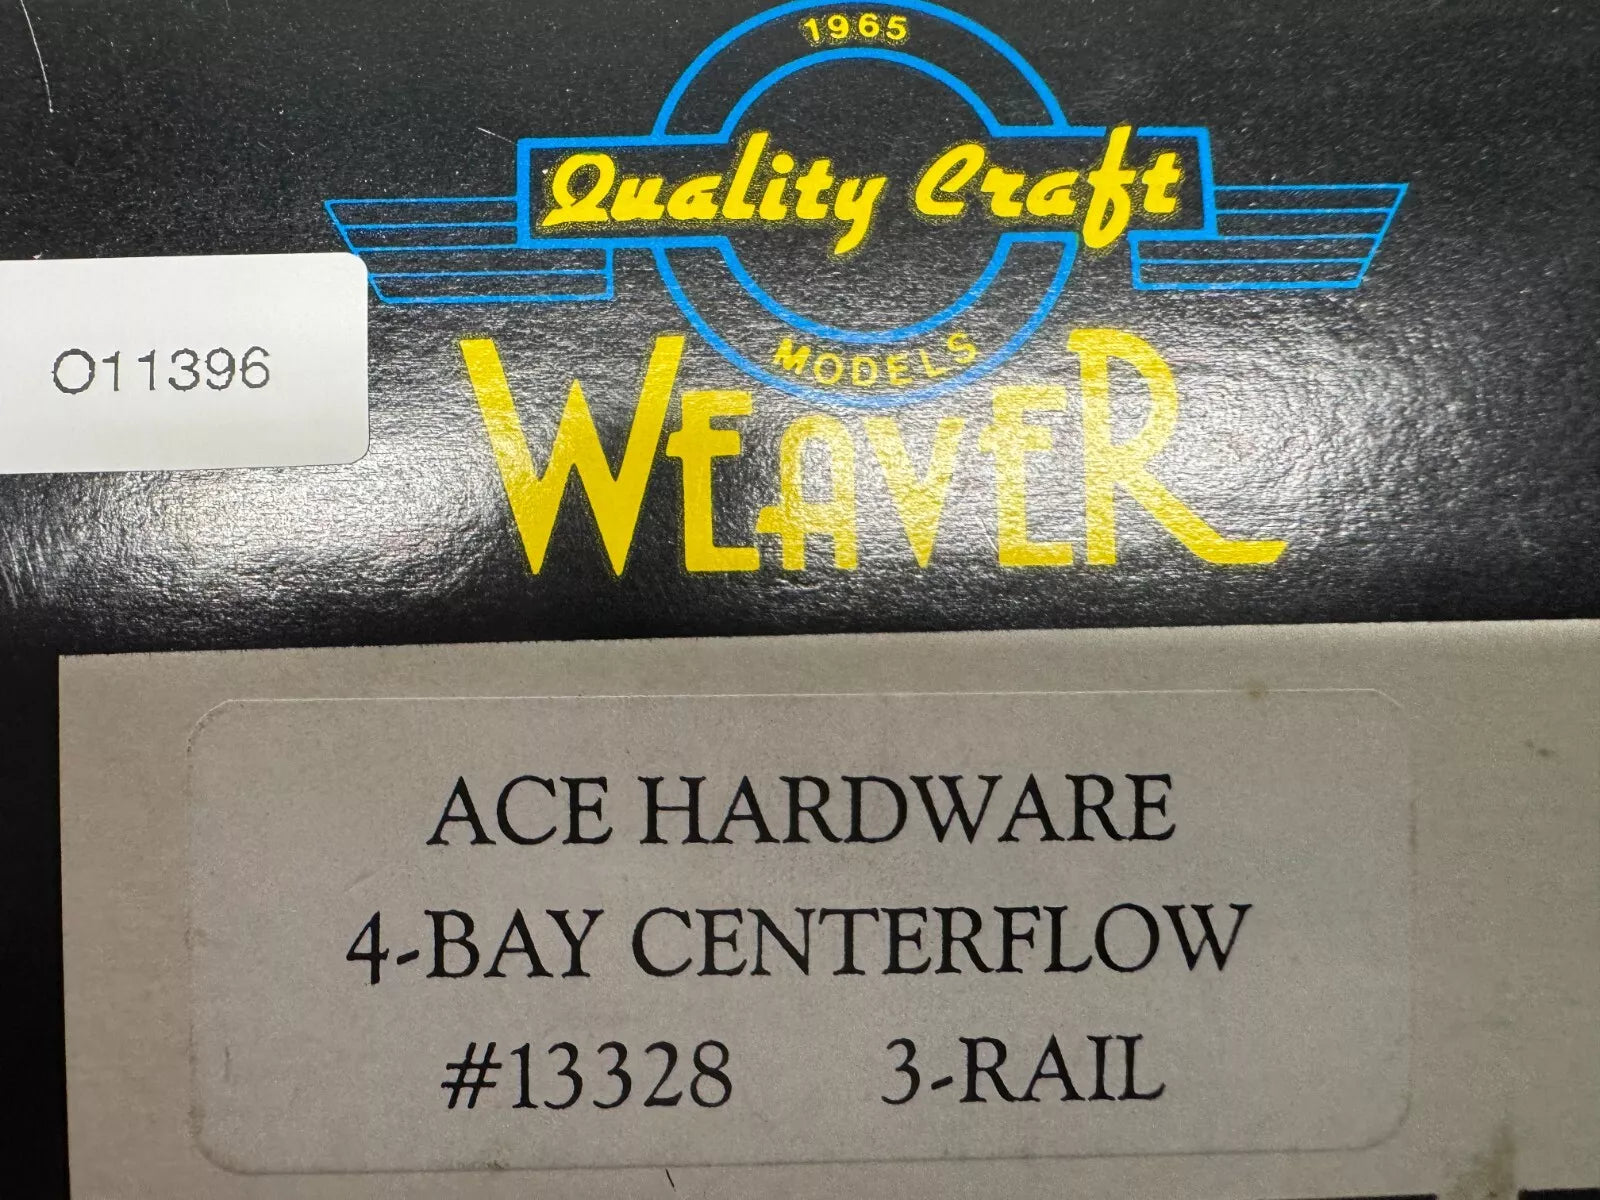 1965
Quality Craft
MODELS
WEAVER
O11396
ACE HARDWARE
4-BAY CENTERFLOW
#13328 3-RAIL